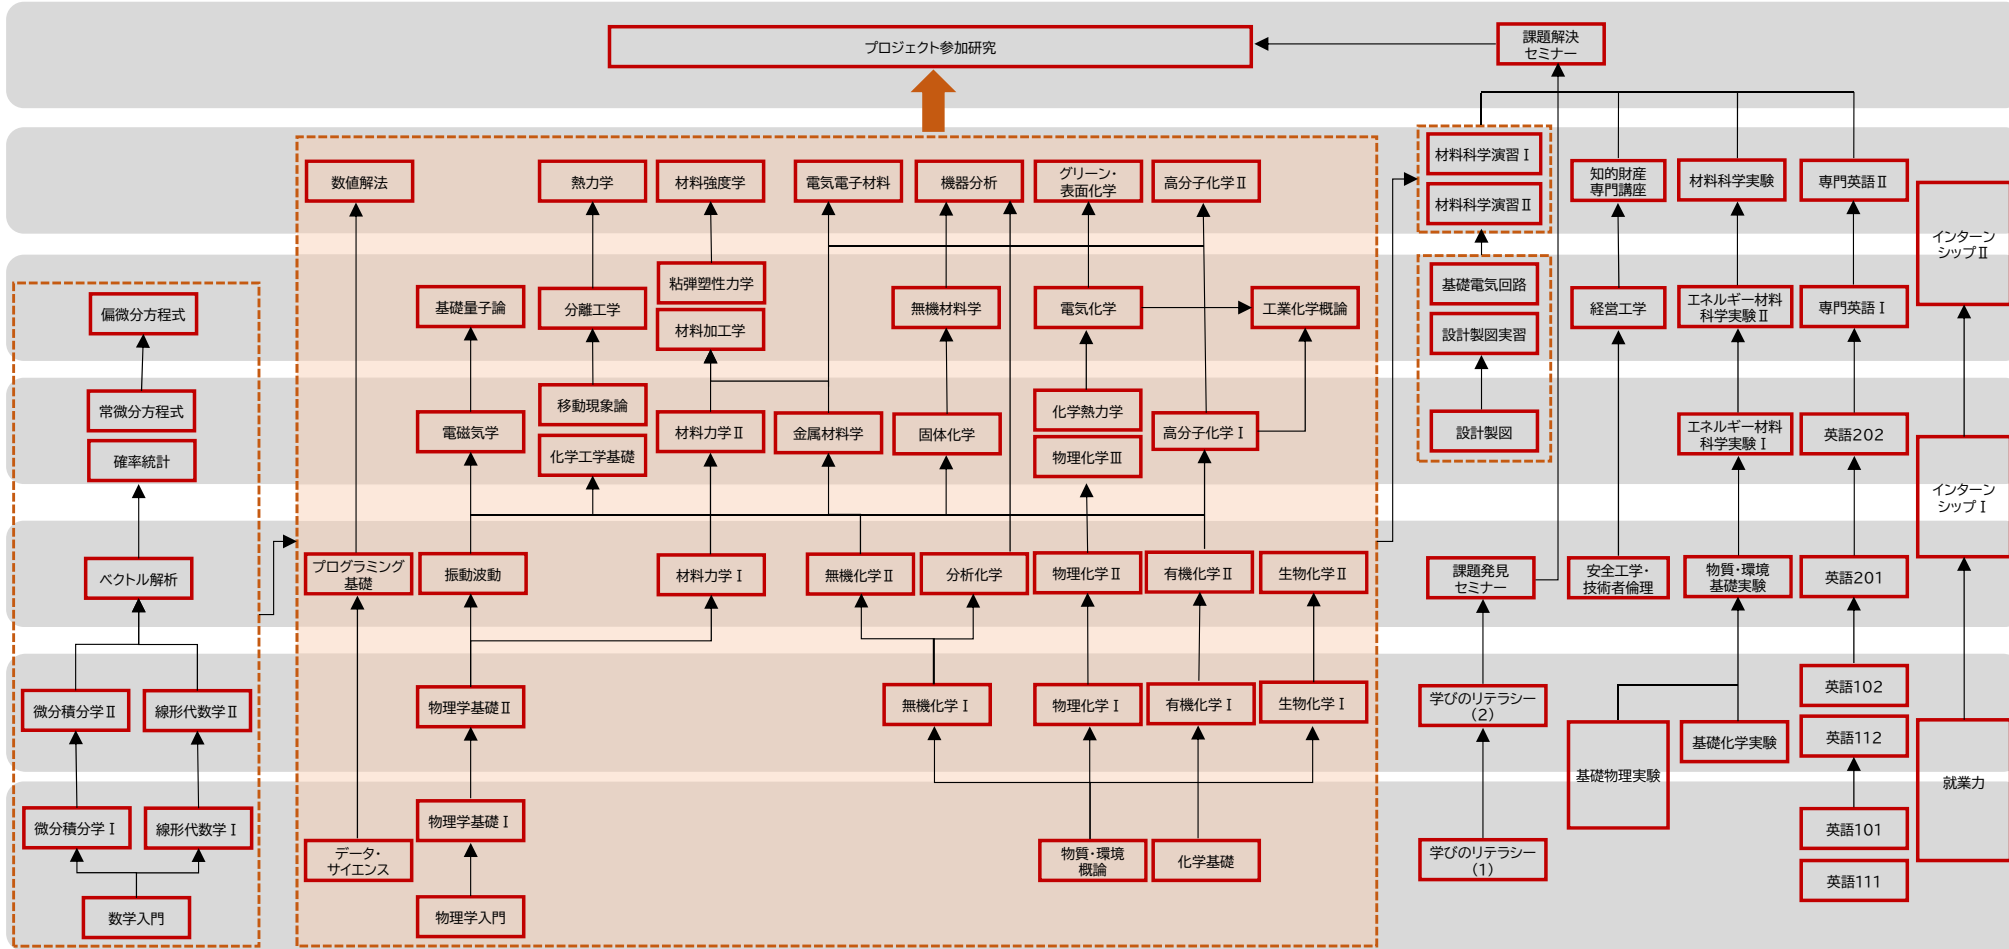 プロジェクト参加研究
課題解決
セミナー
数値解法
熱力学
材料強度学
電気電子材料
機器分析
グリーン・
表面化学
高分子化学Ⅱ
材料科学演習Ⅰ
材料科学演習Ⅱ
知的財産
専門講座
材料科学実験
専門英語Ⅱ
インターン
シップⅡ
偏微分方程式
基礎量子論
分離工学
粘弾塑性力学
材料加工学
無機材料学
電気化学
工業化学概論
基礎電気回路
設計製図実習
経営工学
エネルギー材料
科学実験Ⅱ
専門英語Ⅰ
常微分方程式
確率統計
電磁気学
移動現象論
化学工学基礎
材料力学Ⅱ
金属材料学
固体化学
化学熱力学
物理化学Ⅲ
高分子化学Ⅰ
設計製図
エネルギー材料
科学実験Ⅰ
英語202
インターン
シップⅠ
ベクトル解析
プログラミング
基礎
振動波動
材料力学Ⅰ
無機化学Ⅱ
分析化学
物理化学Ⅱ
有機化学Ⅱ
生物化学Ⅱ
課題発見
セミナー
安全工学・
技術者倫理
物質・環境
基礎実験
英語201
微分積分学Ⅱ
線形代数学Ⅱ
物理学基礎Ⅱ
無機化学Ⅰ
物理化学Ⅰ
有機化学Ⅰ
生物化学Ⅰ
学びのリテラシー
（2）
基礎物理実験
基礎化学実験
英語102
英語112
就業力
微分積分学Ⅰ
線形代数学Ⅰ
データ・
サイエンス
物理学基礎Ⅰ
物質・環境
概論
化学基礎
学びのリテラシー
（1）
英語101
英語111
数学入門
物理学入門